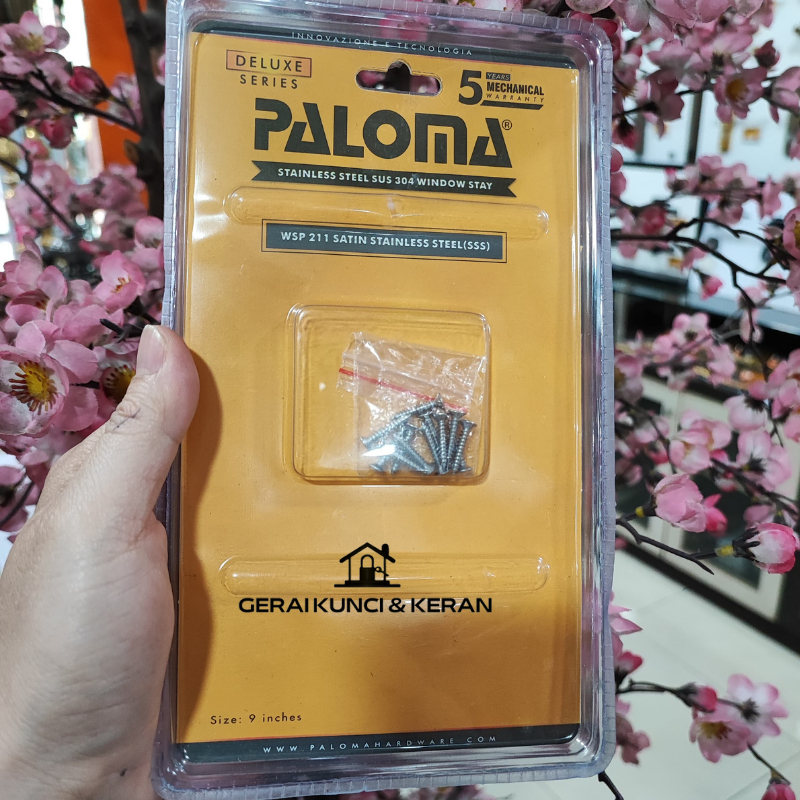 INNOVAZIONE E TECNOLOGIA
DELUXE
SERIES
5 YEARS
MECHANICAL
WARRANTY
PALOMA®
STAINLESS STEEL SUS 304 WINDOW STAY
WSP 211 SATIN STAINLESS STEEL(SSS)
GERAI KUNCI & KERAN
Size: 9 inches
WWW.PALOMAHARDWARE.COM